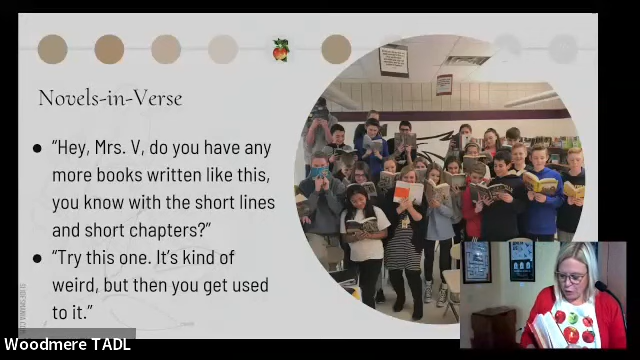 Novels-in-Verse
● “Hey, Mrs. V, do you have any
more books written like this,
you know with the short lines
and short chapters?”
● “Try this one. It’s kind of
weird, but then you get used
to it.”
Woodmere TADL